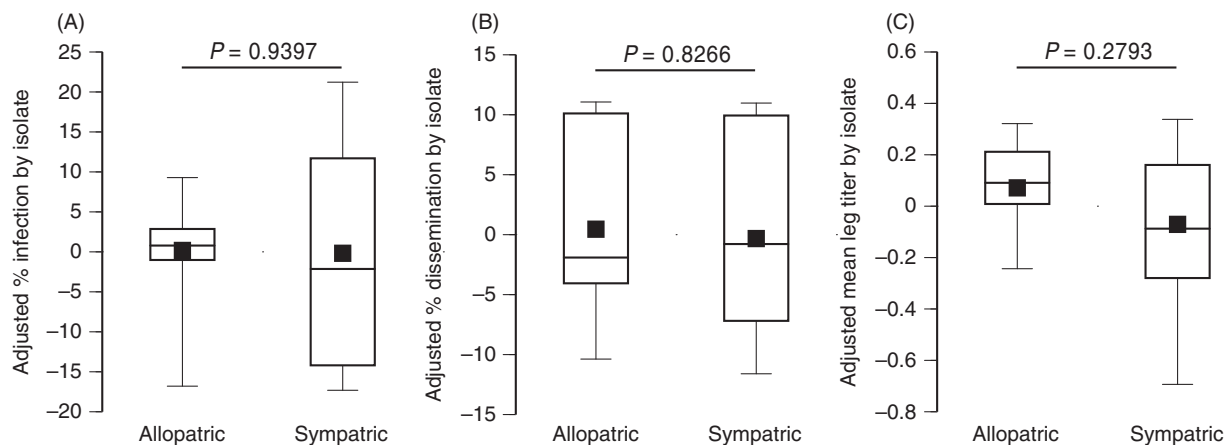 (A)
P = 0.9397
Adjusted % infection by isolate
25
20
15
10
5
0
−5
−10
−15
−20
Allopatric
Sympatric
(B)
P = 0.8266
Adjusted % dissemination by isolate
15
10
5
0
−5
−10
−15
Allopatric
Sympatric
(C)
P = 0.2793
Adjusted mean leg titer by isolate
0.6
0.4
0.2
0
−0.2
−0.4
−0.6
−0.8
Allopatric
Sympatric